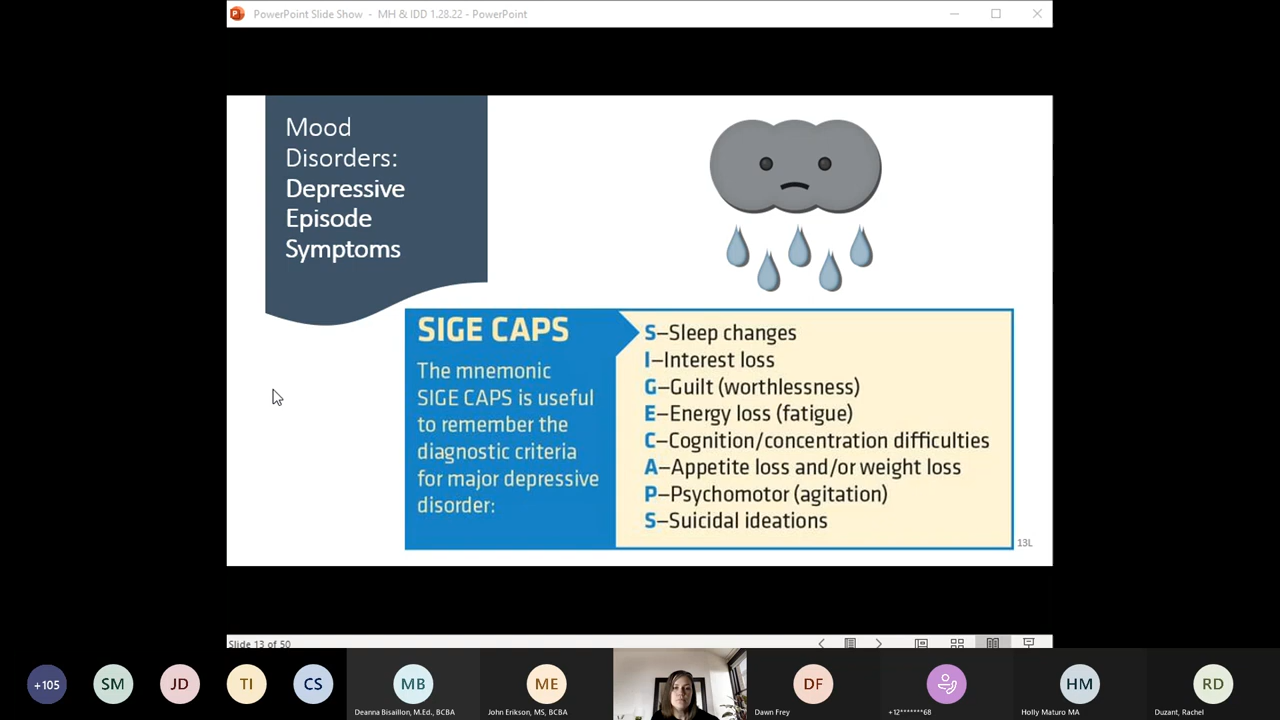 PowerPoint Slide Show - MH & IDD 1.28.22 - PowerPoint
Mood
Disorders:
Depressive
Episode
Symptoms
SIGE CAPS
The mnemonic
SIGE CAPS is useful
to remember the
diagnostic criteria
for major depressive
disorder:
S–Sleep changes
I–Interest loss
G–Guilt (worthlessness)
E–Energy loss (fatigue)
C–Cognition/concentration difficulties
A–Appetite loss and/or weight loss
P–Psychomotor (agitation)
S–Suicidal ideations
13L
Slide 13 of 50
+105
SM
JD
TI
CS
MB
Deanna Bisaillon, M.Ed., BCBA
ME
John Erikson, MS, BCBA
DF
Dawn Frey
+12*******68
HM
Holly Maturo MA
RD
Duzant, Rachel